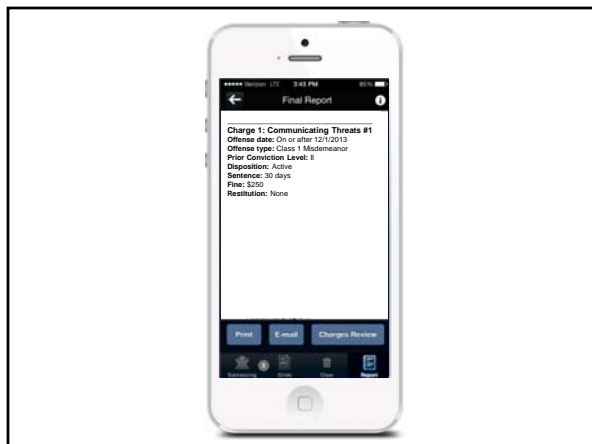 Verizon LTE 3:43 PM 85%
Final Report
Charge 1: Communicating Threats #1
Offense date: On or after 12/1/2013
Offense type: Class 1 Misdemeanor
Prior Conviction Level: II
Disposition: Active
Sentence: 30 days
Fine: $250
Restitution: None
Print E-mail Charges Review
Sentencing Grids Clear Report